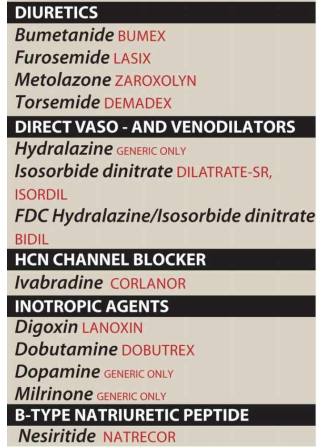 DIURETICS
Bumetanide BUMEX
Furosemide LASIX
Metolazone ZAROXOLYN
Torsemide DEMADEX
DIRECT VASO - AND VENODILATORS
Hydralazine GENERIC ONLY
Isosorbide dinitrate DILATRATE-SR,
ISORDIL
FDC Hydralazine/Isosorbide dinitrate
BIDIL
HCN CHANNEL BLOCKER
Ivabradine CORLANOR
INOTROPIC AGENTS
Digoxin LANOXIN
Dobutamine DOBUTREX
Dopamine GENERIC ONLY
Milrinone GENERIC ONLY
B-TYPE NATRIURETIC PEPTIDE
Nesiritide NATRECOR